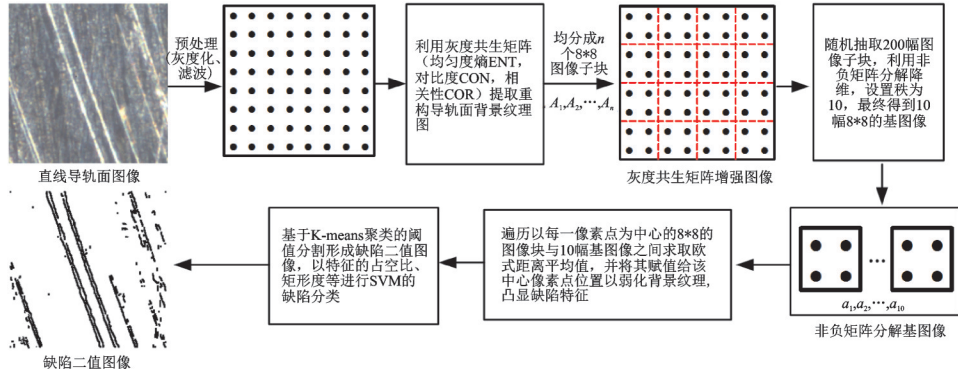 预处理
(灰度化、
滤波)
直线导轨面图像
利用灰度共生矩阵
(均匀度熵ENT,
对比度CON,相
关性COR)提取重
构导轨面背景纹理
图
均分成n
个8*8
图像子块
, A₁,A₂,⋯,Aₙ
灰度共生矩阵增强图像
随机抽取200幅图
像子块,利用非
负矩阵分解降
维,设置秩为
10,最终得到10
幅8*8的基图像
…
a₁,a₂,⋯,a₁₀
非负矩阵分解基图像
遍历以每一像素点为中心的8*8的
图像块与10幅基图像之间求取欧
式距离平均值,并将其赋值给该
中心像素点位置以弱化背景纹理,
凸显缺陷特征
基于K-means聚类的阈
值分割形成缺陷二值图
像,以特征的占空比、
矩形度等进行SVM的
缺陷分类
缺陷二值图像